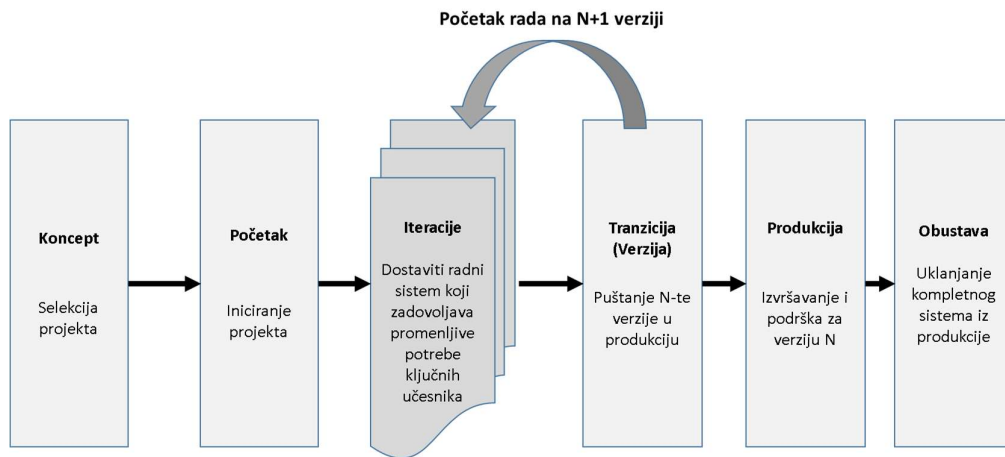 Početak rada na N+1 verziji
Koncept
Selekcija
projekta
Početak
Iniciranje
projekta
Iteracije
Dostaviti radni
sistem koji
zadovoljava
promenljive
potrebe
ključnih
učesnika
Tranzicija
(Verzija)
Puštanje N-te
verzije u
produkciju
Produkcija
Izvršavanje i
podrška za
verziju N
Obustava
Uklanjanje
kompletnog
sistema iz
produkcije